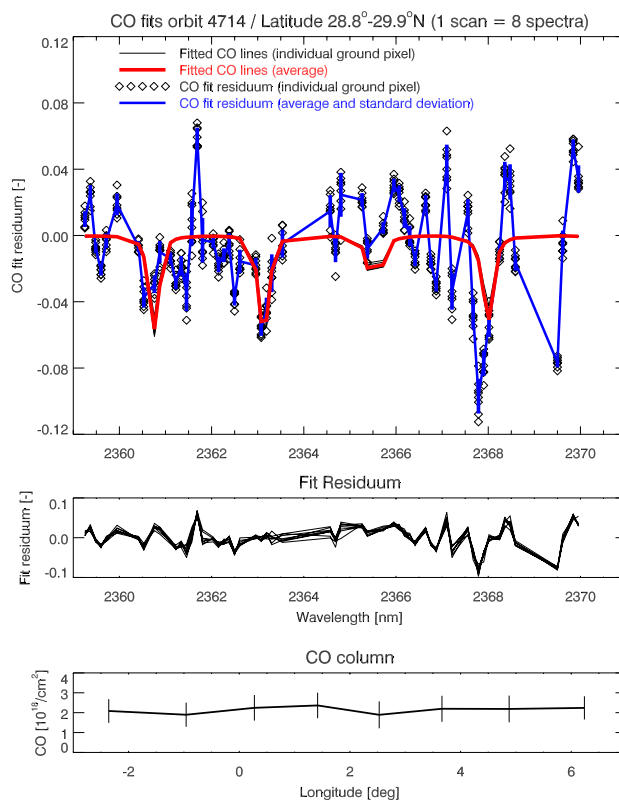 CO fits orbit 4714 / Latitude 28.8°-29.9°N (1 scan = 8 spectra)
0.12
Fitted CO lines (individual ground pixel)
Fitted CO lines (average)
CO fit residuum (individual ground pixel)
CO fit residuum (average and standard deviation)
0.08
0.04
0.00
-0.04
-0.08
-0.12
CO fit residuum [-]
2360 2362 2364 2366 2368 2370
Fit Residuum
0.1
0.0
-0.1
Fit residuum [-]
2360 2362 2364 2366 2368 2370
Wavelength [nm]
CO column
4
3
2
1
0
CO [10^18/cm^2]
-2 0 2 4 6
Longitude [deg]